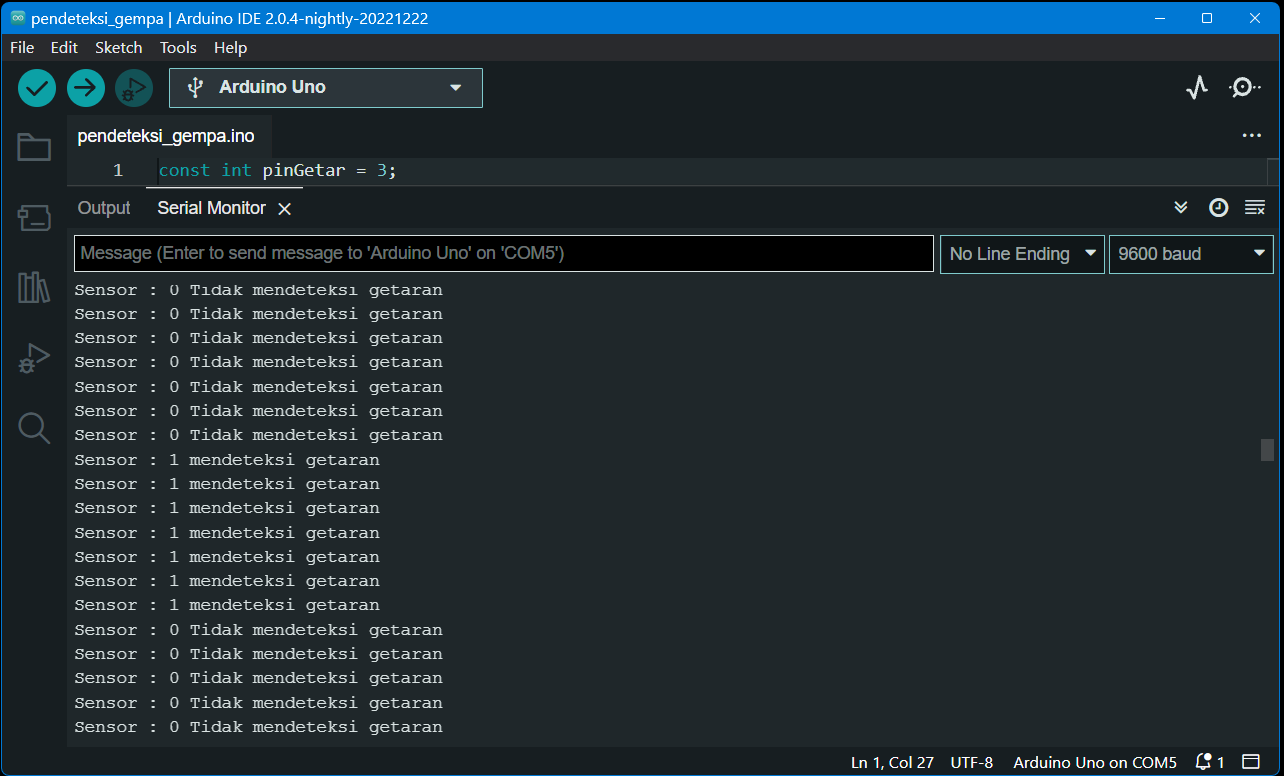 pendeteksi_gempa | Arduino IDE 2.0.4-nightly-20221222
File Edit Sketch Tools Help
Arduino Uno
pendeteksi_gempa.ino
1 const int pinGetar = 3;
Output Serial Monitor
Message (Enter to send message to 'Arduino Uno' on 'COM5') No Line Ending 9600 baud
Sensor : 0 Tidak mendeteksi getaran
Sensor : 0 Tidak mendeteksi getaran
Sensor : 0 Tidak mendeteksi getaran
Sensor : 0 Tidak mendeteksi getaran
Sensor : 0 Tidak mendeteksi getaran
Sensor : 0 Tidak mendeteksi getaran
Sensor : 0 Tidak mendeteksi getaran
Sensor : 1 mendeteksi getaran
Sensor : 1 mendeteksi getaran
Sensor : 1 mendeteksi getaran
Sensor : 1 mendeteksi getaran
Sensor : 1 mendeteksi getaran
Sensor : 1 mendeteksi getaran
Sensor : 1 mendeteksi getaran
Sensor : 0 Tidak mendeteksi getaran
Sensor : 0 Tidak mendeteksi getaran
Sensor : 0 Tidak mendeteksi getaran
Sensor : 0 Tidak mendeteksi getaran
Sensor : 0 Tidak mendeteksi getaran
Ln 1, Col 27 UTF-8 Arduino Uno on COM5 1